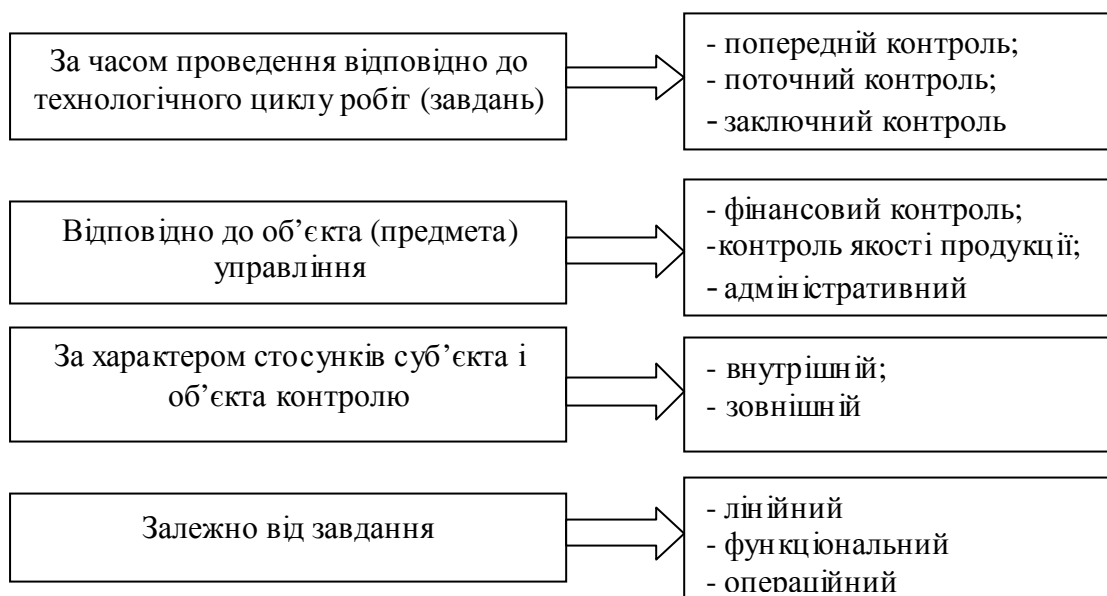 За часом проведення відповідно до
технологічного циклу робіт (завдань)
- попередній контроль;
- поточний контроль;
- заключний контроль
Відповідно до об’єкта (предмета)
управління
- фінансовий контроль;
-контроль якості продукції;
- адміністративний
За характером стосунків суб’єкта і
об’єкта контролю
- внутрішній;
- зовнішній
Залежно від завдання
- лінійний
- функціональний
- операційний